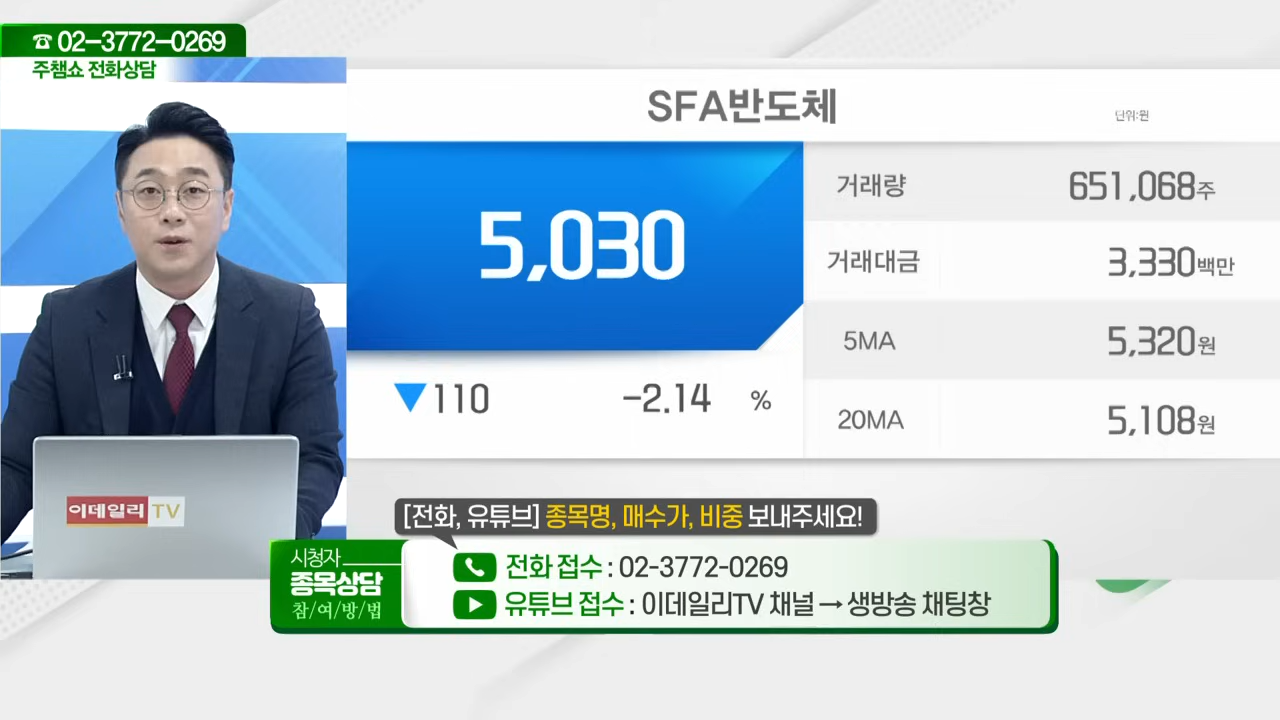 ☎ 02-3772-0269
주챔쇼 전화상담
SFA반도체
단위:원
5,030
▼110 -2.14 %
거래량 651,068주
거래대금 3,330백만
5MA 5,320원
20MA 5,108원
이데일리 TV
[전화, 유튜브] 종목명, 매수가, 비중 보내주세요!
시청자
종목상담
참/여/방/법
전화 접수 : 02-3772-0269
유튜브 접수 : 이데일리TV 채널 → 생방송 채팅창